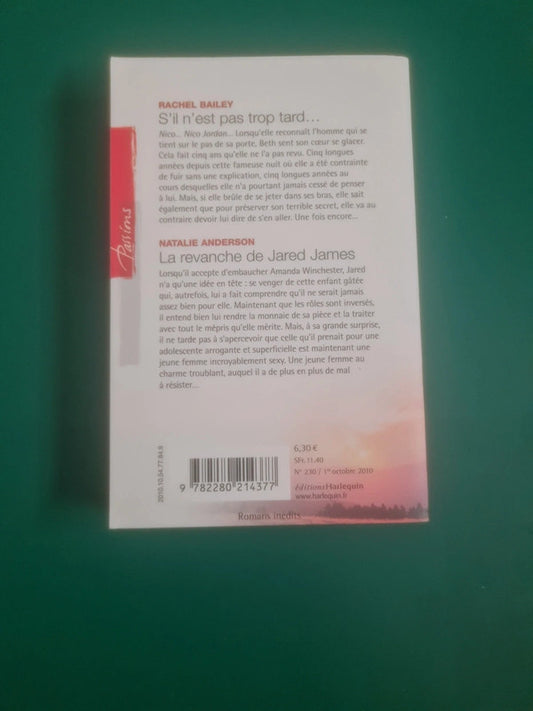 RACHEL BAILEY
S'il n'est pas trop tard...
Nico... Nico Jordan... Lorsqu'elle reconnaît l'homme qui se
tient sur le pas de sa porte, Beth sent son cœur se glacer.
Cela fait cinq ans qu'elle ne l'a pas revu. Cinq longues
années depuis cette fameuse nuit où elle a été contrainte
de fuir sans une explication, cinq longues années au
cours desquelles elle n'a pourtant jamais cessé de penser
à lui. Mais, si elle brûle de se jeter dans ses bras, elle sait
également que pour préserver son terrible secret, elle va au
contraire devoir lui dire de s'en aller. Une fois encore...
Passions
NATALIE ANDERSON
La revanche de Jared James
Lorsqu'il accepte d'embaucher Amanda Winchester, Jared
n'a qu'une idée en tête : se venger de cette enfant gâtée
qui, autrefois, lui a fait comprendre qu'il ne serait jamais
assez bien pour elle. Maintenant que les rôles sont inversés,
il entend bien lui rendre la monnaie de sa pièce et la traiter
avec tout le mépris qu'elle mérite. Mais, à sa grande surprise,
il ne tarde pas à s'apercevoir que celle qu'il prenait pour une
adolescente arrogante et superficielle est maintenant une
jeune femme incroyablement sexy. Une jeune femme au
charme troublant, auquel il a de plus en plus de mal
à résister...
2010.10.54.77.84.9
9 782280 214377
6,30 €
SFr. 11.40
N° 230 / 1er octobre 2010
éditionsHarlequin
www.harlequin.fr
Romans inédits